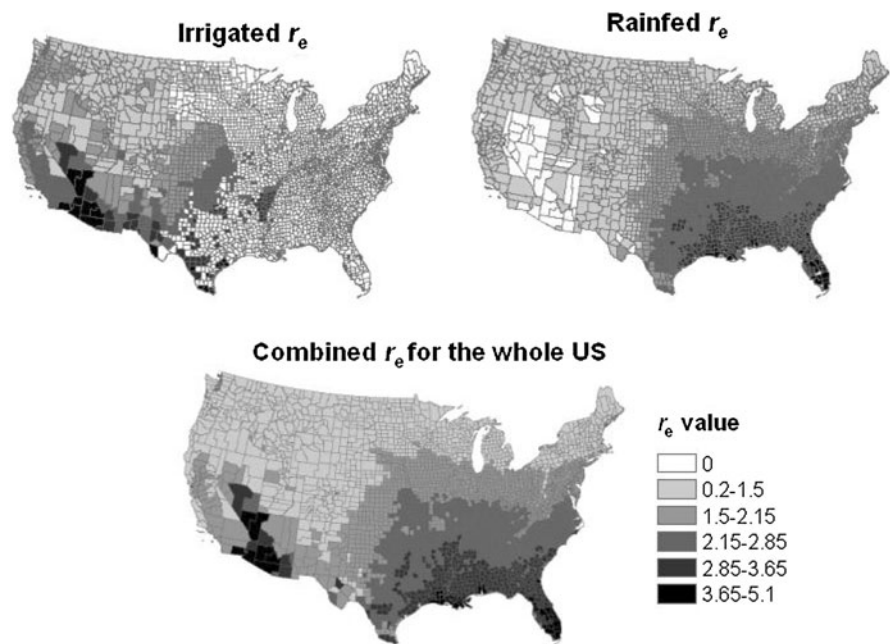 Irrigated re
Rainfed re
Combined re for the whole US
re value
0
0.2-1.5
1.5-2.15
2.15-2.85
2.85-3.65
3.65-5.1